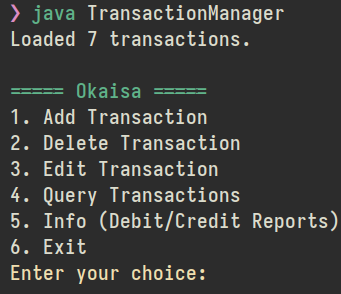 ❯ java TransactionManager
Loaded 7 transactions.
===== Okaisa =====
1. Add Transaction
2. Delete Transaction
3. Edit Transaction
4. Query Transactions
5. Info (Debit/Credit Reports)
6. Exit
Enter your choice: